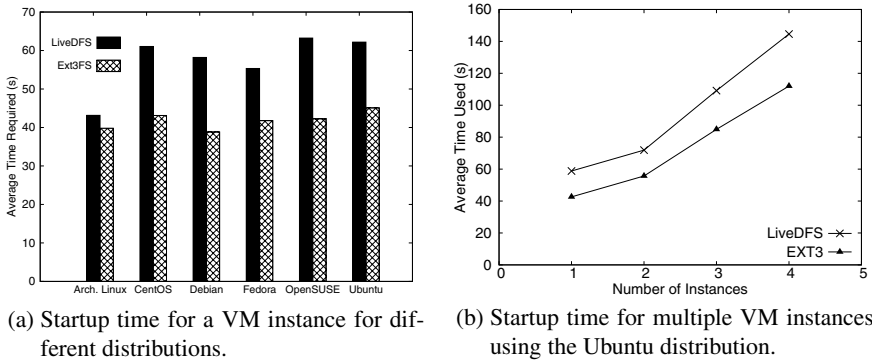 70
60
50
40
30
20
10
0
Average Time Required (s)
LiveDFS
Ext3FS
Arch. Linux CentOS Debian Fedora OpenSUSE Ubuntu
(a) Startup time for a VM instance for dif-
ferent distributions.
160
140
120
100
80
60
40
20
0
Average Time Used (s)
LiveDFS
EXT3
0 1 2 3 4 5
Number of Instances
(b) Startup time for multiple VM instances
using the Ubuntu distribution.